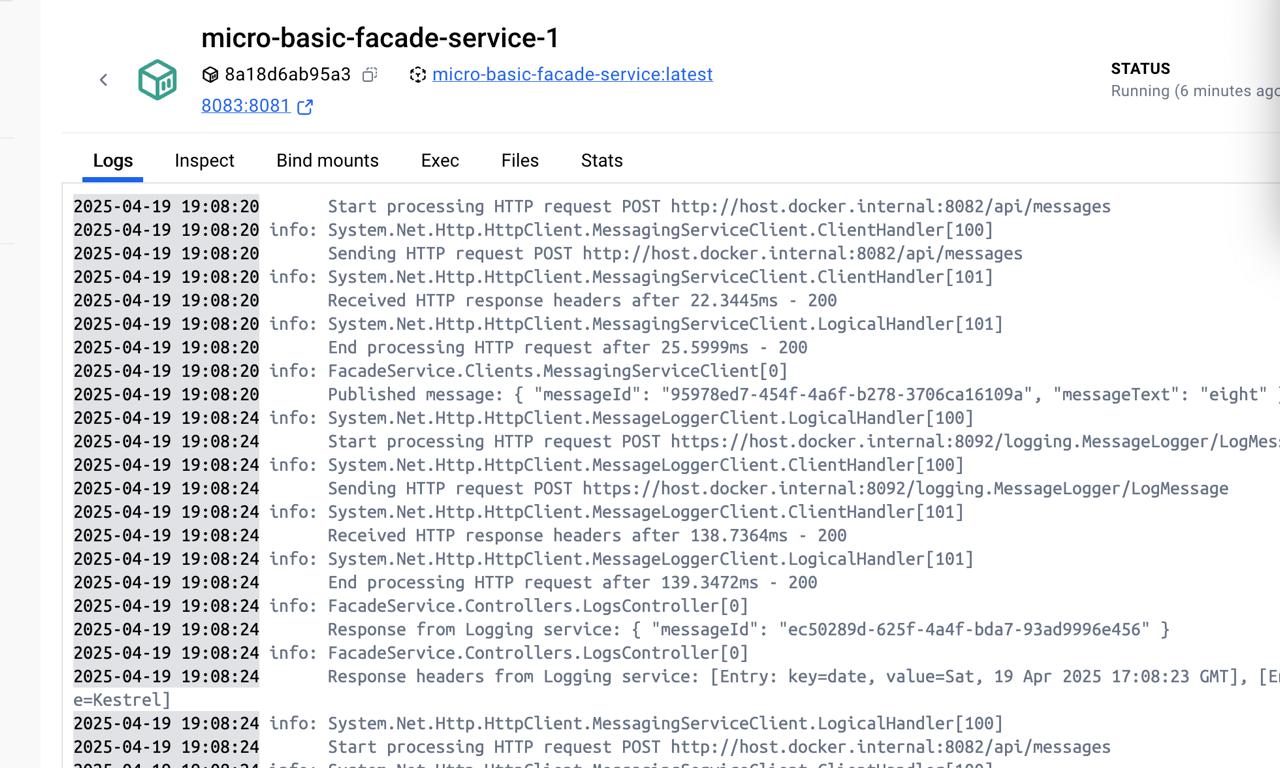 micro-basic-facade-service-1
8a18d6ab95a3 micro-basic-facade-service:latest
8083:8081
STATUS
Running (6 minutes ago
Logs Inspect Bind mounts Exec Files Stats
2025-04-19 19:08:20 Start processing HTTP request POST http://host.docker.internal:8082/api/messages
2025-04-19 19:08:20 info: System.Net.Http.HttpClient.MessagingServiceClient.ClientHandler[100]
2025-04-19 19:08:20 Sending HTTP request POST http://host.docker.internal:8082/api/messages
2025-04-19 19:08:20 info: System.Net.Http.HttpClient.MessagingServiceClient.ClientHandler[101]
2025-04-19 19:08:20 Received HTTP response headers after 22.3445ms - 200
2025-04-19 19:08:20 info: System.Net.Http.HttpClient.MessagingServiceClient.LogicalHandler[101]
2025-04-19 19:08:20 End processing HTTP request after 25.5999ms - 200
2025-04-19 19:08:20 info: FacadeService.Clients.MessagingServiceClient[0]
2025-04-19 19:08:20 Published message: { "messageId": "95978ed7-454f-4a6f-b278-3706ca16109a", "messageText": "eight" }
2025-04-19 19:08:24 info: System.Net.Http.HttpClient.MessageLoggerClient.LogicalHandler[100]
2025-04-19 19:08:24 Start processing HTTP request POST https://host.docker.internal:8092/logging.MessageLogger/LogMess
2025-04-19 19:08:24 info: System.Net.Http.HttpClient.MessageLoggerClient.ClientHandler[100]
2025-04-19 19:08:24 Sending HTTP request POST https://host.docker.internal:8092/logging.MessageLogger/LogMessage
2025-04-19 19:08:24 info: System.Net.Http.HttpClient.MessageLoggerClient.ClientHandler[101]
2025-04-19 19:08:24 Received HTTP response headers after 138.7364ms - 200
2025-04-19 19:08:24 info: System.Net.Http.HttpClient.MessageLoggerClient.LogicalHandler[101]
2025-04-19 19:08:24 End processing HTTP request after 139.3472ms - 200
2025-04-19 19:08:24 info: FacadeService.Controllers.LogsController[0]
2025-04-19 19:08:24 Response from Logging service: { "messageId": "ec50289d-625f-4a4f-bda7-93ad9996e456" }
2025-04-19 19:08:24 info: FacadeService.Controllers.LogsController[0]
2025-04-19 19:08:24 Response headers from Logging service: [Entry: key=date, value=Sat, 19 Apr 2025 17:08:23 GMT], [En
e=Kestrel]
2025-04-19 19:08:24 info: System.Net.Http.HttpClient.MessagingServiceClient.LogicalHandler[100]
2025-04-19 19:08:24 Start processing HTTP request POST http://host.docker.internal:8082/api/messages